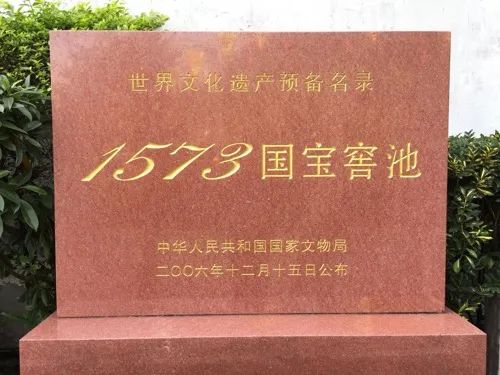 世界文化遗产预备名录
1573国宝窖池
中华人民共和国国家文物局
二〇〇六年十二月十五日公布